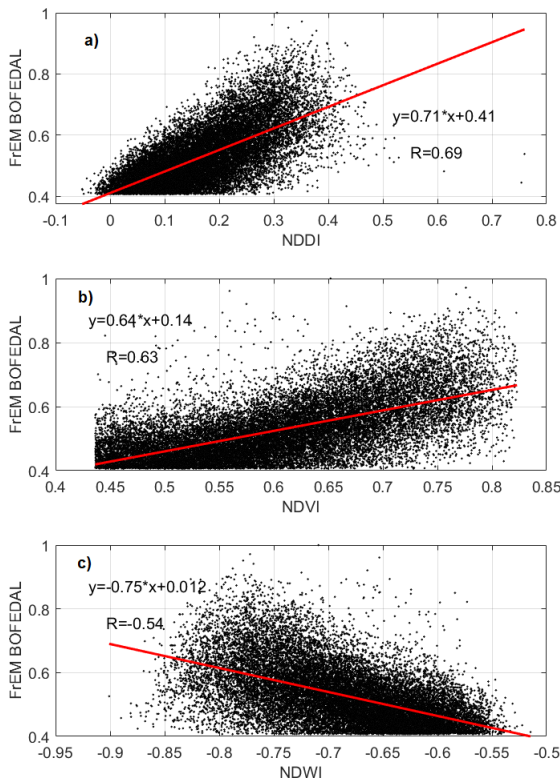 a)
FrEM BOFEDAL
1
0.8
0.6
0.4
y=0.71*x+0.41
R=0.69
-0.1 0 0.1 0.2 0.3 0.4 0.5 0.6 0.7 0.8
NDDI
b)
FrEM BOFEDAL
1
0.8
0.6
0.4
y=0.64*x+0.14
R=0.63
0.4 0.45 0.5 0.55 0.6 0.65 0.7 0.75 0.8 0.85
NDVI
c)
FrEM BOFEDAL
1
0.8
0.6
0.4
y=-0.75*x+0.012
R=-0.54
-0.95 -0.9 -0.85 -0.8 -0.75 -0.7 -0.65 -0.6 -0.55 -0.5
NDWI